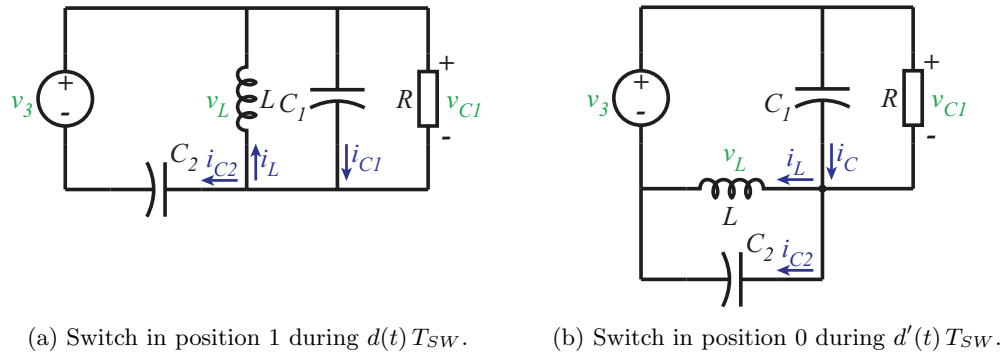 +
+
v3
+
-
vL
L
C1
R
vC1
-
C2
iC2
iL
iC1
v3
+
-
C1
R
vC1
-
vL
iL
iC
L
C2
iC2
(a) Switch in position 1 during d(t) TSW.
(b) Switch in position 0 during d′(t) TSW.